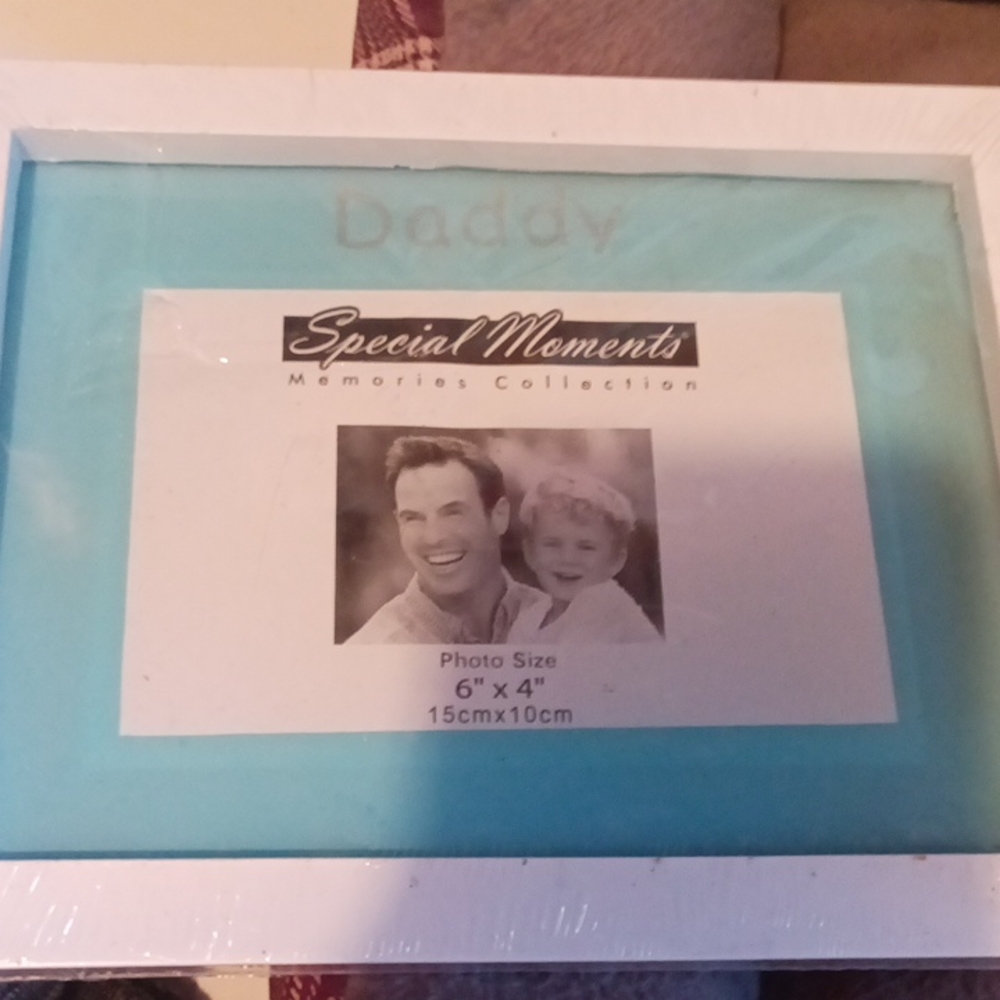 Daddy
Special Moments
Memories Collection
Photo Size
6" x 4"
15cmx10cm